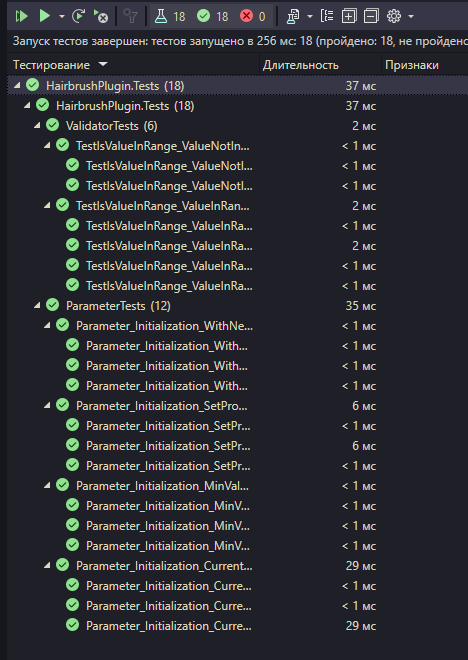 18 18 0
Запуск тестов завершен: тестов запущено в 256 мс: 18 (пройдено: 18, не пройдено
Тестирование Длительность Признаки
HairbrushPlugin.Tests (18) 37 мс
HairbrushPlugin.Tests (18) 37 мс
ValidatorTests (6) 2 мс
TestIsValueInRange_ValueNotIn... < 1 мс
TestIsValueInRange_ValueNotI... < 1 мс
TestIsValueInRange_ValueNotI... < 1 мс
TestIsValueInRange_ValueInRan... 2 мс
TestIsValueInRange_ValueInRa... < 1 мс
TestIsValueInRange_ValueInRa... 2 мс
TestIsValueInRange_ValueInRa... < 1 мс
TestIsValueInRange_ValueInRa... < 1 мс
ParameterTests (12) 35 мс
Parameter_Initialization_WithNe... < 1 мс
Parameter_Initialization_With... < 1 мс
Parameter_Initialization_With... < 1 мс
Parameter_Initialization_With... < 1 мс
Parameter_Initialization_SetPro... 6 мс
Parameter_Initialization_SetPr... < 1 мс
Parameter_Initialization_SetPr... 6 мс
Parameter_Initialization_SetPr... < 1 мс
Parameter_Initialization_MinVal... < 1 мс
Parameter_Initialization_MinV... < 1 мс
Parameter_Initialization_MinV... < 1 мс
Parameter_Initialization_MinV... < 1 мс
Parameter_Initialization_Current... 29 мс
Parameter_Initialization_Curre... < 1 мс
Parameter_Initialization_Curre... < 1 мс
Parameter_Initialization_Curre... 29 мс